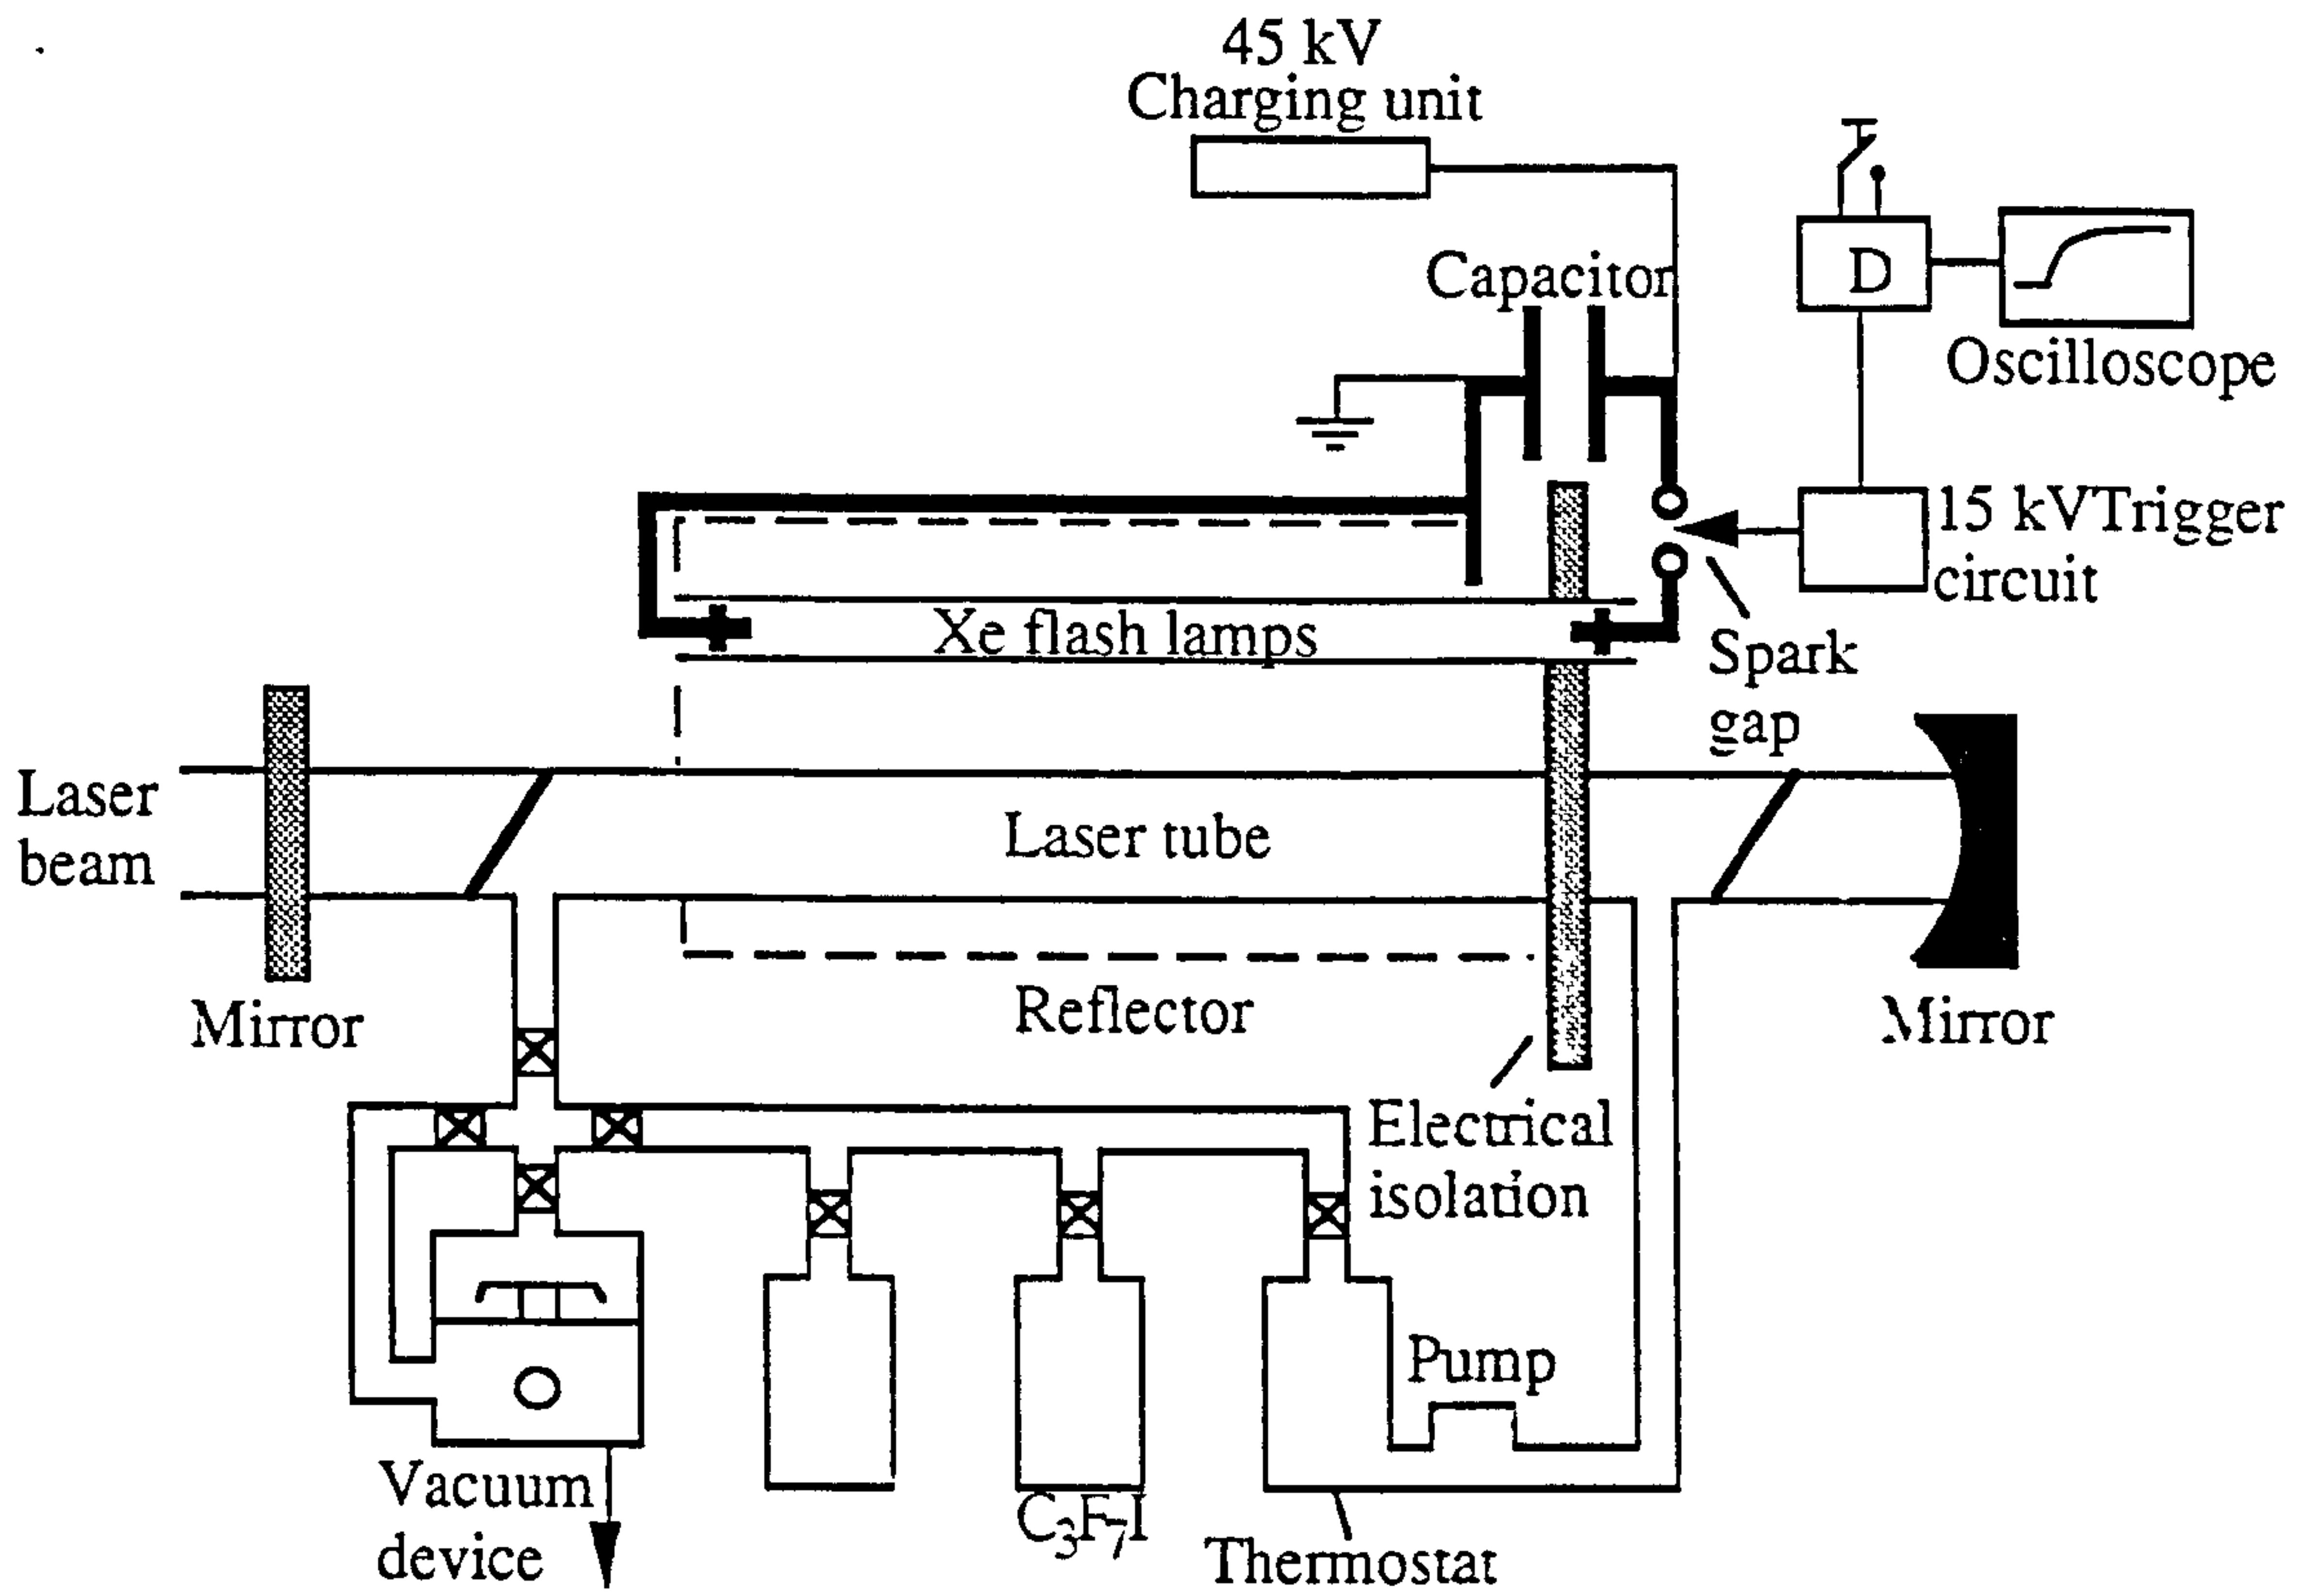 45 kV
Charging unit
Capacitor
D
Oscilloscope
15 kVTrigger
circuit
Xe flash lamps
Spark
gap
Laser
beam
Laser tube
Mirror
Reflector
Mirror
Electrical
isolation
Pump
Vacuum
device
C₃F₇I
Thermostat